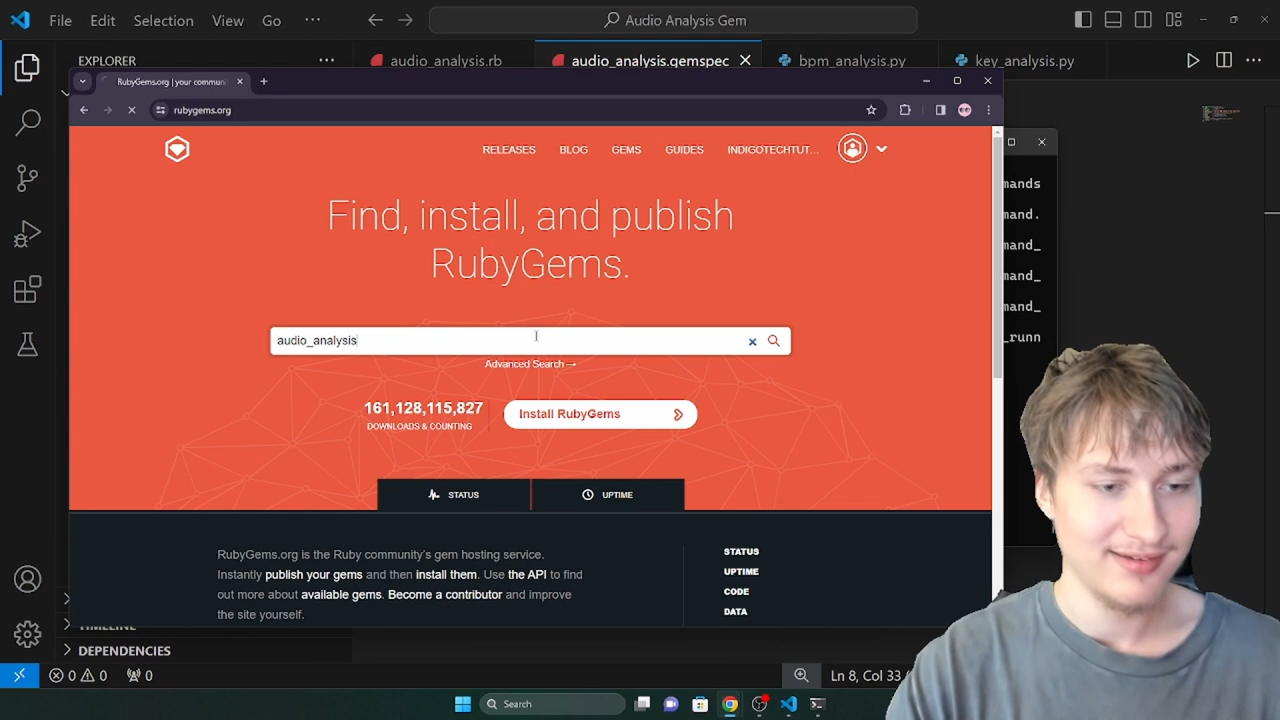 File Edit Selection View Go ··· Audio Analysis Gem
EXPLORER ··· audio_analysis.rb audio_analysis.gemspec bpm_analysis.py key_analysis.py
RubyGems.org | your commun
rubygems.org
RELEASES BLOG GEMS GUIDES INDIGOTECHTUT...
Find, install, and publish
RubyGems.
audio_analysis
Advanced Search →
161,128,115,827
DOWNLOADS & COUNTING
Install RubyGems
STATUS UPTIME
RubyGems.org is the Ruby community's gem hosting service.
Instantly publish your gems and then install them. Use the API to find
out more about available gems. Become a contributor and improve
the site yourself.
STATUS
UPTIME
CODE
DATA
mands
mand.
mand_
mand_
mand_
_runn
TIMELINE
DEPENDENCIES
0 0 0 Ln 8, Col 33
Search